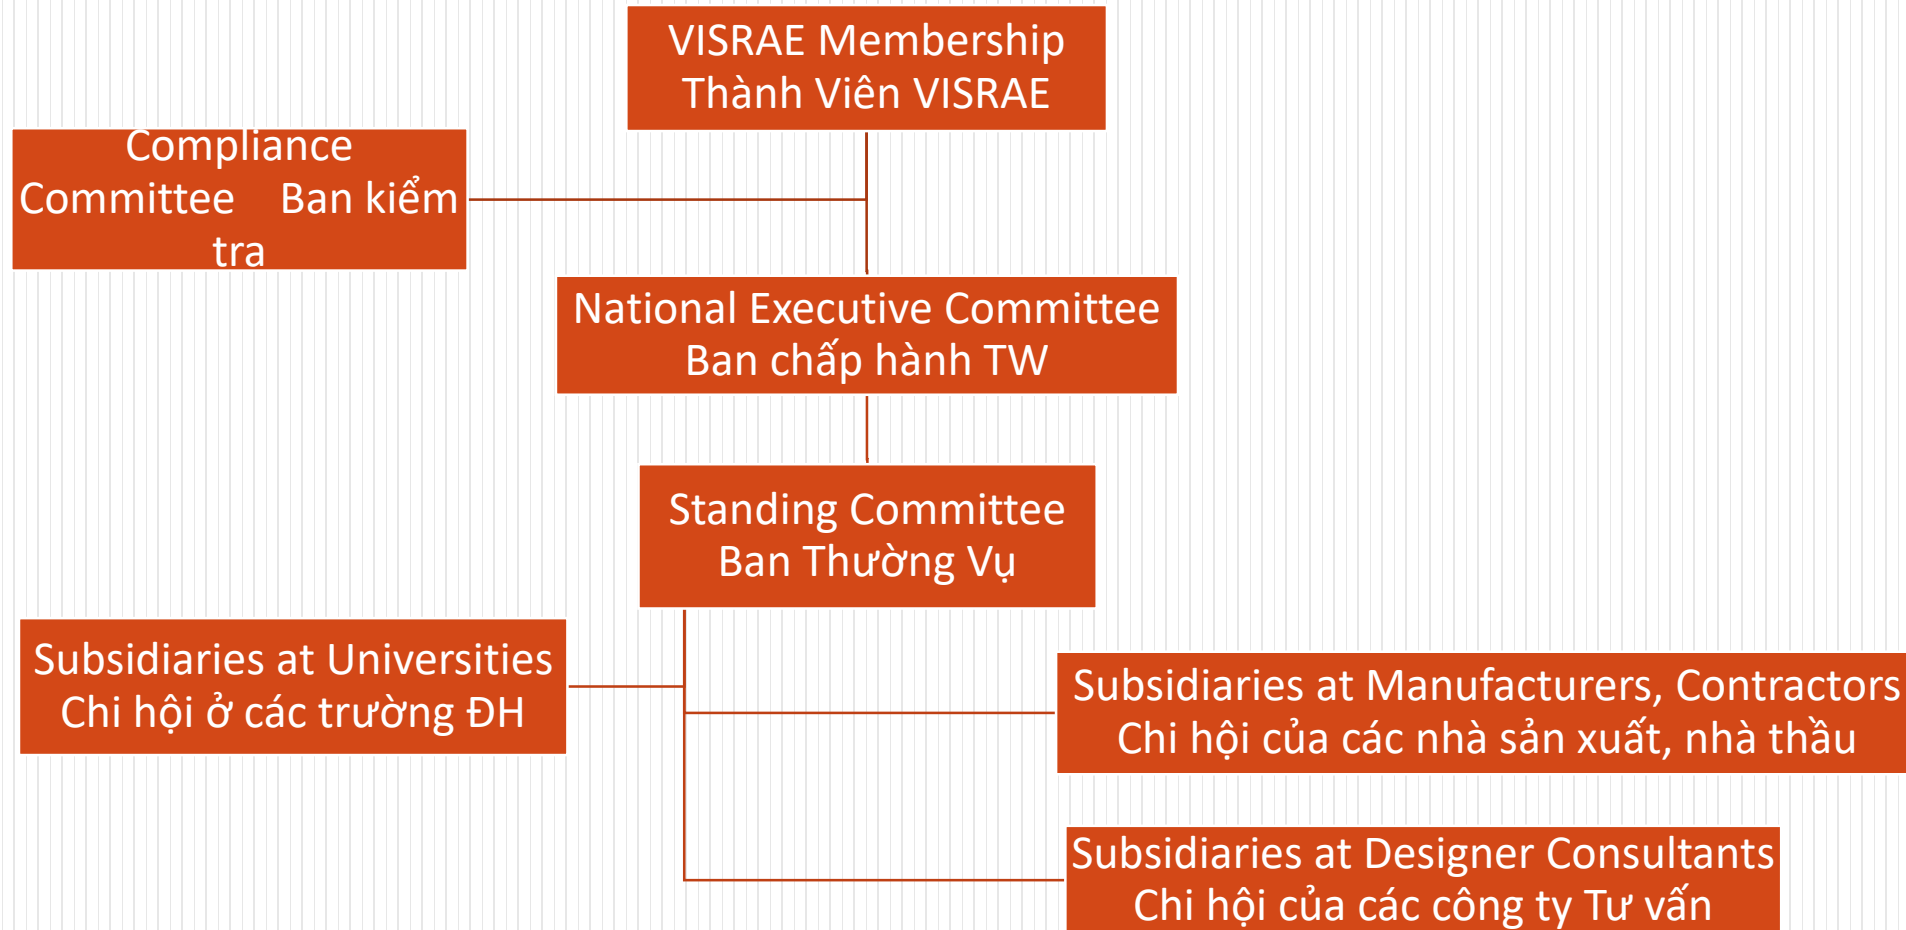 VISRAE Membership
Thành Viên VISRAE
Compliance
Committee Ban kiểm
tra
National Executive Committee
Ban chấp hành TW
Standing Committee
Ban Thường Vụ
Subsidiaries at Universities
Chi hội ở các trường ĐH
Subsidiaries at Manufacturers, Contractors
Chi hội của các nhà sản xuất, nhà thầu
Subsidiaries at Designer Consultants
Chi hội của các công ty Tư vấn